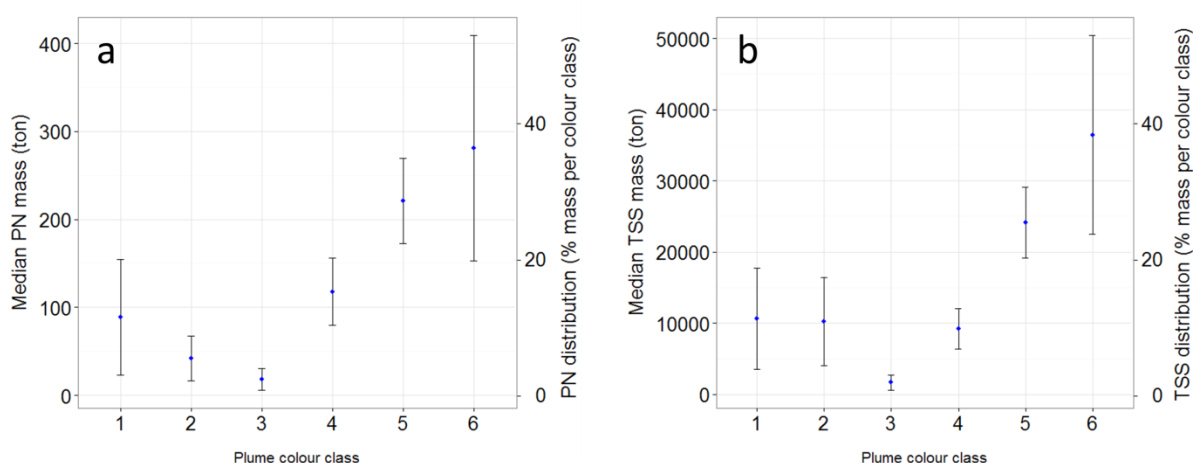 a
Median PN mass (ton)
400
300
200
100
0
40
20
0
PN distribution (% mass per colour class)
1 2 3 4 5 6
Plume colour class
b
Median TSS mass (ton)
50000
40000
30000
20000
10000
0
40
20
0
TSS distribution (% mass per colour class)
1 2 3 4 5 6
Plume colour class